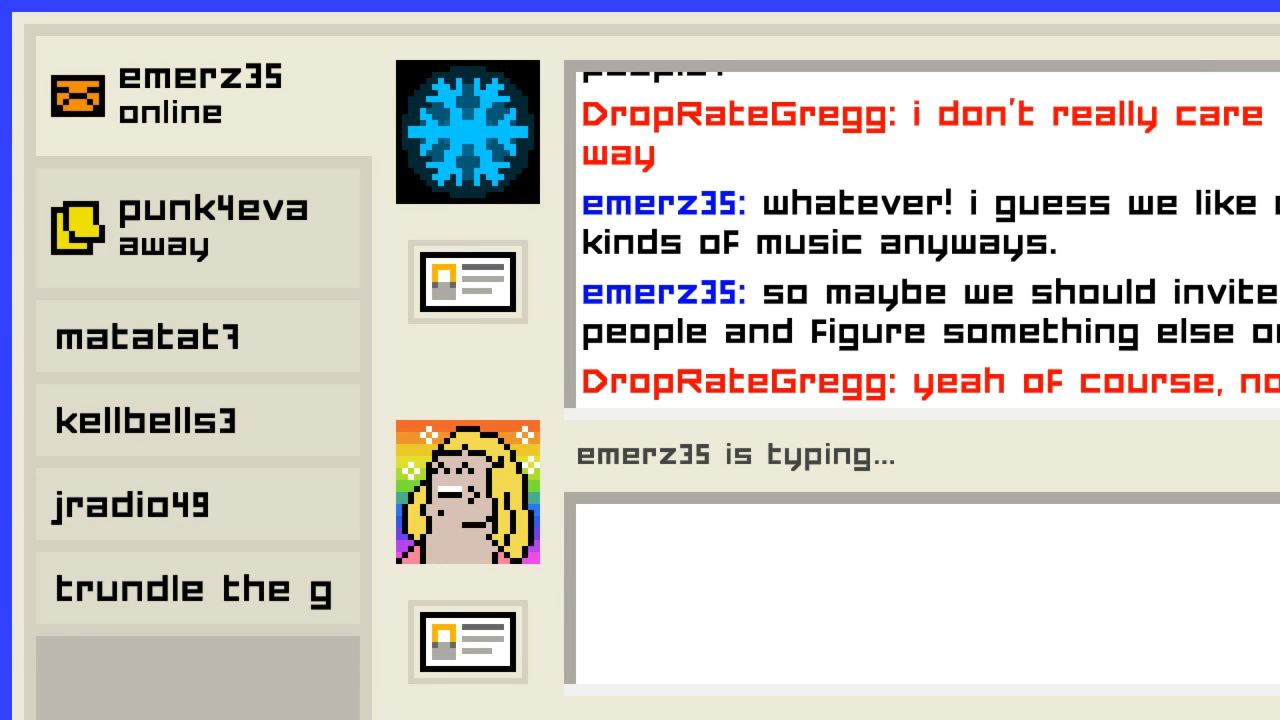 emerz35
online
punk4eva
away
matatat7
kellbells3
jradio49
trundle the g
DropRateGregg: i don't really care
way
emerz35: whatever! i guess we like
kinds of music anyways.
emerz35: so maybe we should invite
people and figure something else
DropRateGregg: yeah of course,
emerz35 is typing...